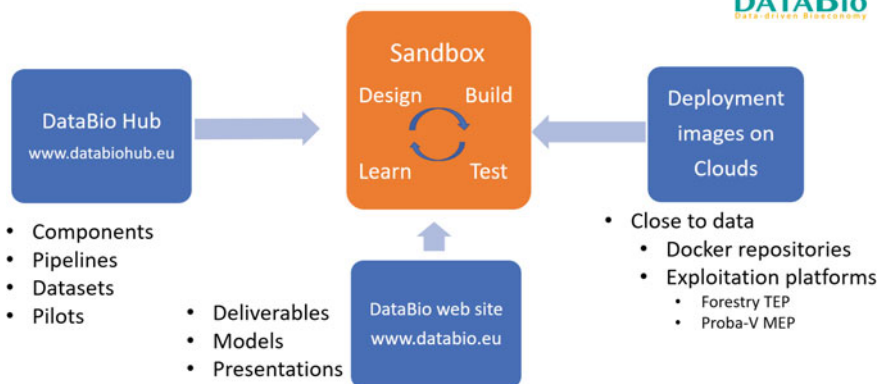 DATABio
Data-driven Bioeconomy
Sandbox
Design Build
Learn Test
DataBio Hub
www.databiohub.eu
Deployment
images on
Clouds
• Components
• Pipelines
• Datasets
• Pilots
• Deliverables
• Models
• Presentations
DataBio web site
www.databio.eu
• Close to data
• Docker repositories
• Exploitation platforms
• Forestry TEP
• Proba-V MEP